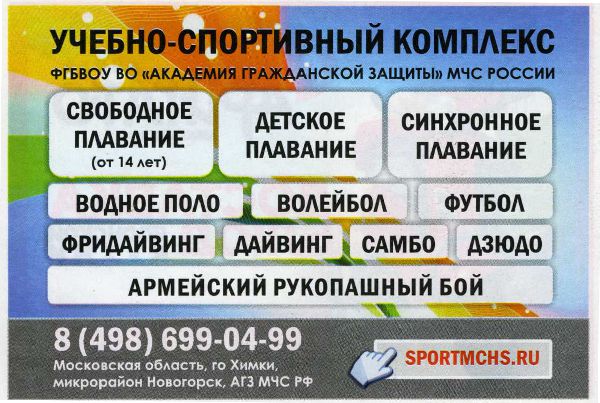 УЧЕБНО-СПОРТИВНЫЙ КОМПЛЕКС
ФГБВОУ ВО «АКАДЕМИЯ ГРАЖДАНСКОЙ ЗАЩИТЫ» МЧС РОССИИ
СВОБОДНОЕ
ПЛАВАНИЕ
(от 14 лет)
ДЕТСКОЕ
ПЛАВАНИЕ
СИНХРОННОЕ
ПЛАВАНИЕ
ВОДНОЕ ПОЛО
ВОЛЕЙБОЛ
ФУТБОЛ
ФРИДАЙВИНГ
ДАЙВИНГ
САМБО
ДЗЮДО
АРМЕЙСКИЙ РУКОПАШНЫЙ БОЙ
8 (498) 699-04-99
Московская область, го Химки,
микрорайон Новогорск, АГЗ МЧС РФ
SPORTMCHS.RU